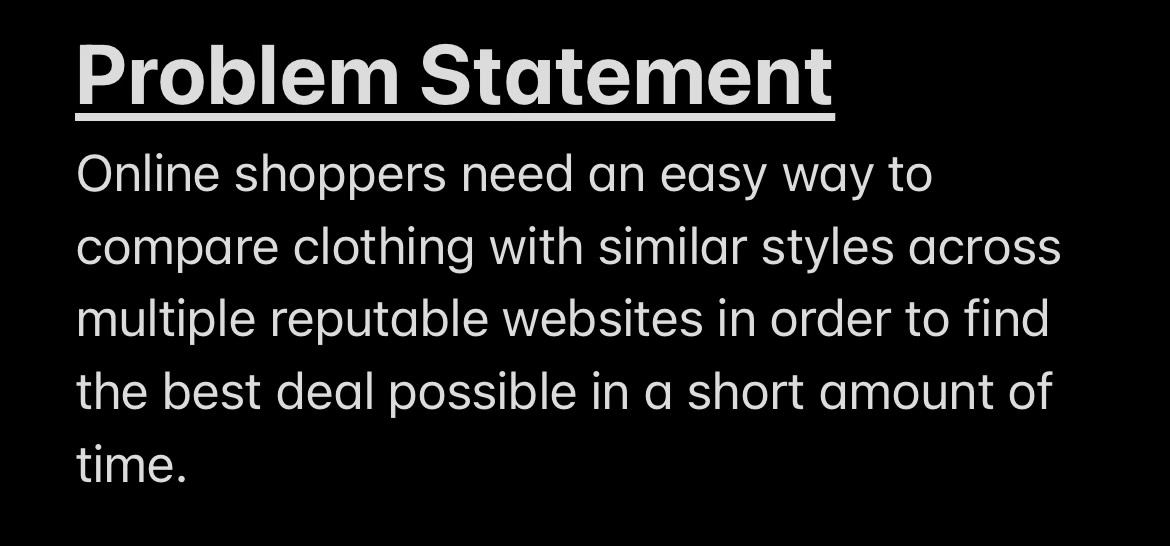 Problem Statement
Online shoppers need an easy way to
compare clothing with similar styles across
multiple reputable websites in order to find
the best deal possible in a short amount of
time.